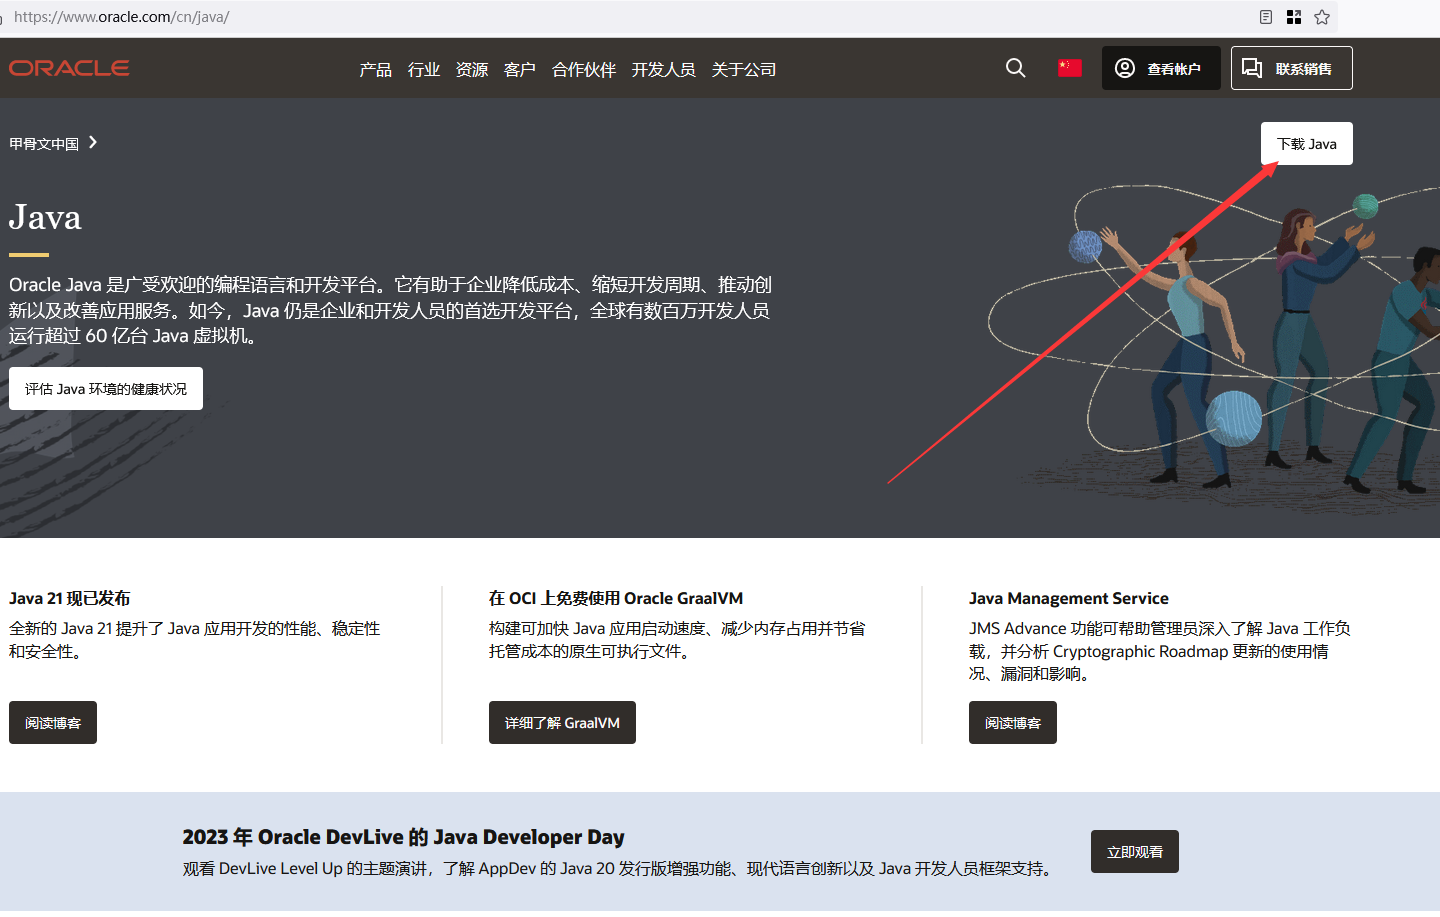 https://www.oracle.com/cn/java/
ORACLE
产品 行业 资源 客户 合作伙伴 开发人员 关于公司
查看帐户
联系销售
甲骨文中国
下载 Java
Java
Oracle Java 是广受欢迎的编程语言和开发平台。它有助于企业降低成本、缩短开发周期、推动创
新以及改善应用服务。如今，Java 仍是企业和开发人员的首选开发平台，全球有数百万开发人员
运行超过 60 亿台 Java 虚拟机。
评估 Java 环境的健康状况
Java 21 现已发布
全新的 Java 21 提升了 Java 应用开发的性能、稳定性
和安全性。
阅读博客
在 OCI 上免费使用 Oracle GraalVM
构建可加快 Java 应用启动速度、减少内存占用并节省
托管成本的原生可执行文件。
详细了解 GraalVM
Java Management Service
JMS Advance 功能可帮助管理员深入了解 Java 工作负
载，并分析 Cryptographic Roadmap 更新的使用情
况、漏洞和影响。
阅读博客
2023 年 Oracle DevLive 的 Java Developer Day
观看 DevLive Level Up 的主题演讲，了解 AppDev 的 Java 20 发行版增强功能、现代语言创新以及 Java 开发人员框架支持。
立即观看